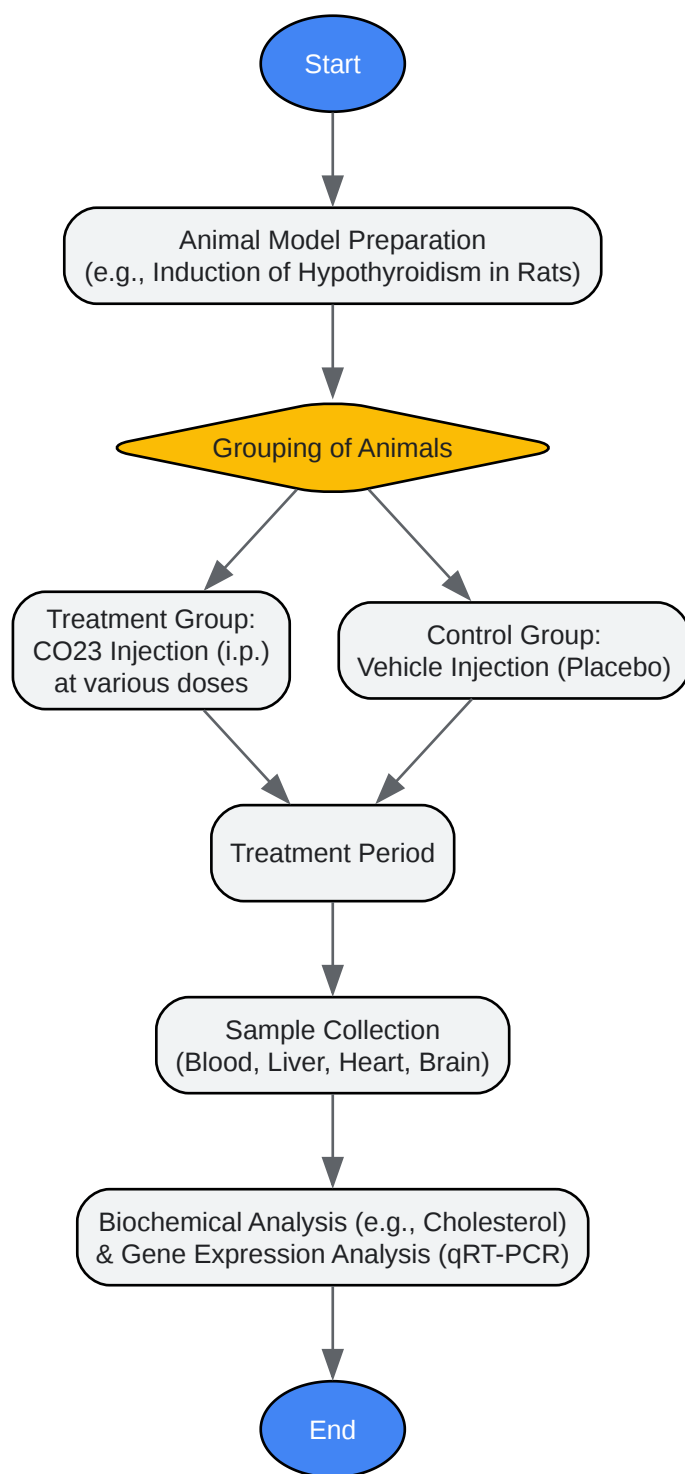 Start
Animal Model Preparation
(e.g., Induction of Hypothyroidism in Rats)
Grouping of Animals
Treatment Group:
CO23 Injection (i.p.)
at various doses
Control Group:
Vehicle Injection (Placebo)
Treatment Period
Sample Collection
(Blood, Liver, Heart, Brain)
Biochemical Analysis (e.g., Cholesterol)
& Gene Expression Analysis (qRT-PCR)
End